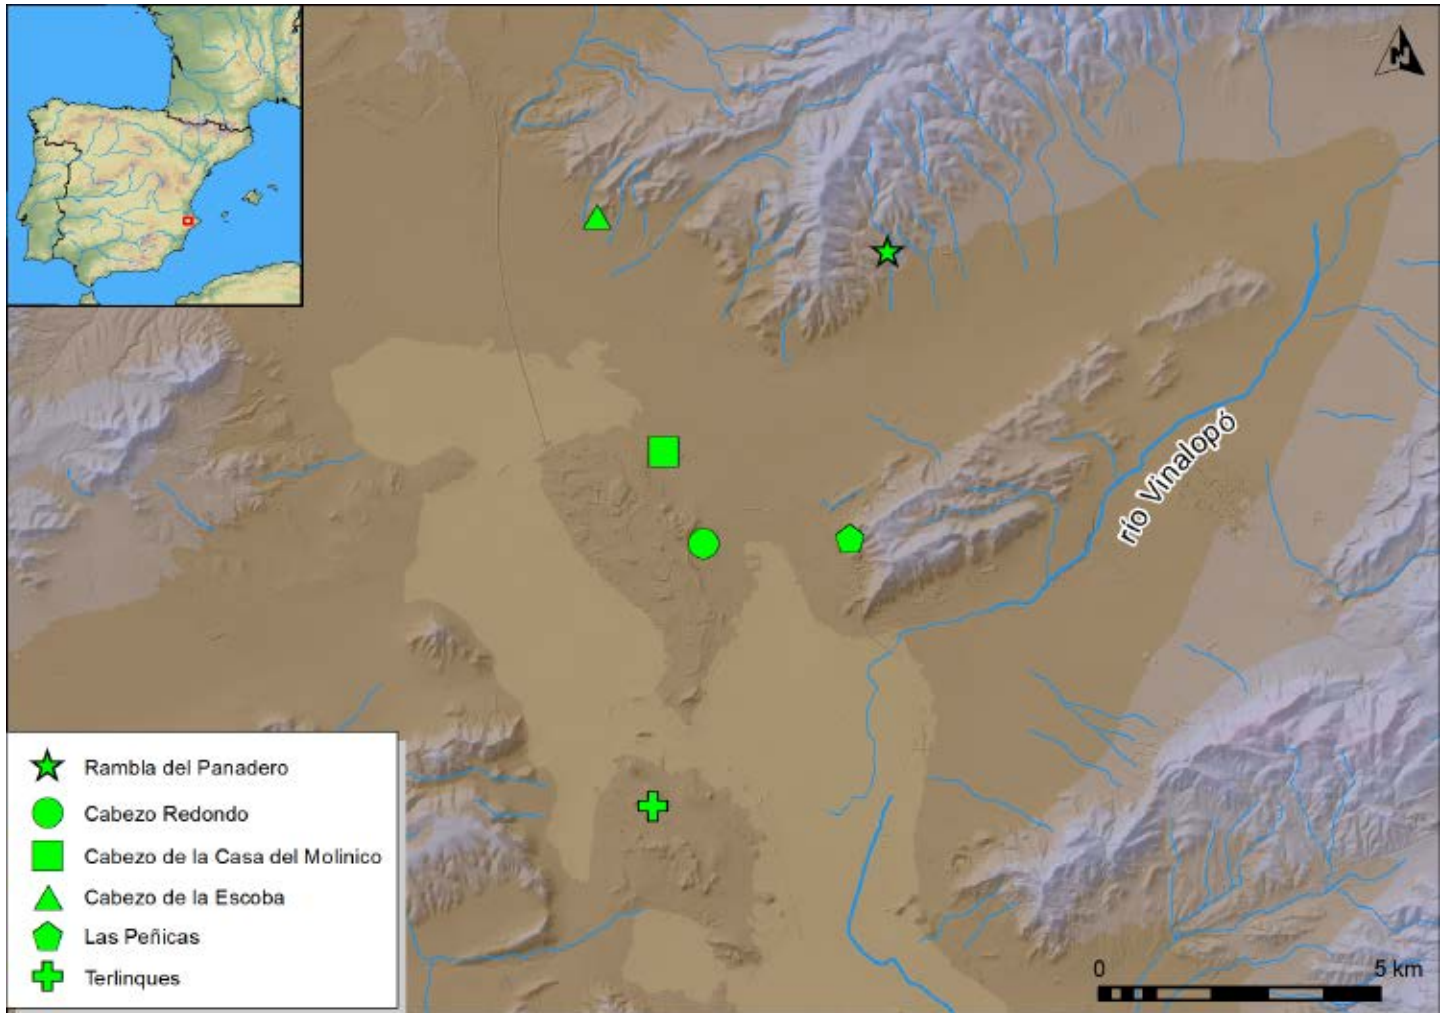 N
río Vinalopó
Rambla del Panadero
Cabezo Redondo
Cabezo de la Casa del Molinico
Cabezo de la Escoba
Las Peñicas
Terlinques
0 5 km